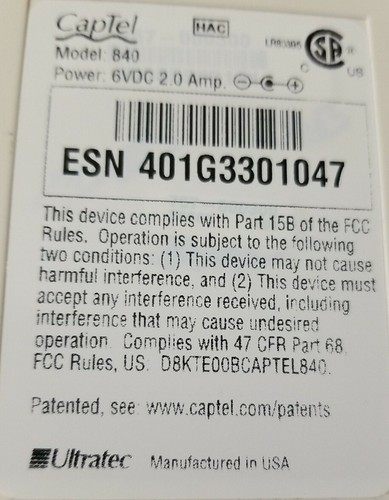 CapTel HAC
LR83305
Model: 840
Power: 6VDC 2.0 Amp.
SA
C US
ESN 401G3301047
This device complies with Part 15B of the FCC
Rules. Operation is subject to the following
two conditions: (1) This device may not cause
harmful interference, and (2) This device must
accept any interference received, including
interference that may cause undesired
operation. Complies with 47 CFR Part 68
FCC Rules, US: D8KTE00BCAPTEL840.
Patented, see: www.captel.com/patents
Ultratec Manufactured in USA